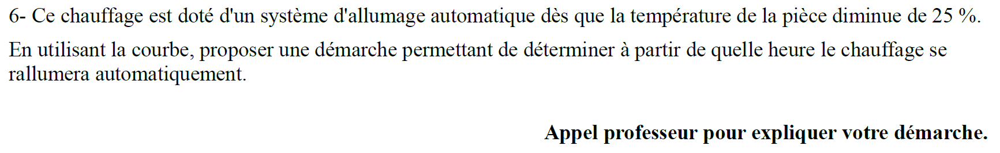 6- Ce chauffage est doté d'un système d'allumage automatique dès que la température de la pièce diminue de 25 %.
En utilisant la courbe, proposer une démarche permettant de déterminer à partir de quelle heure le chauffage se
rallumera automatiquement.
Appel professeur pour expliquer votre démarche.